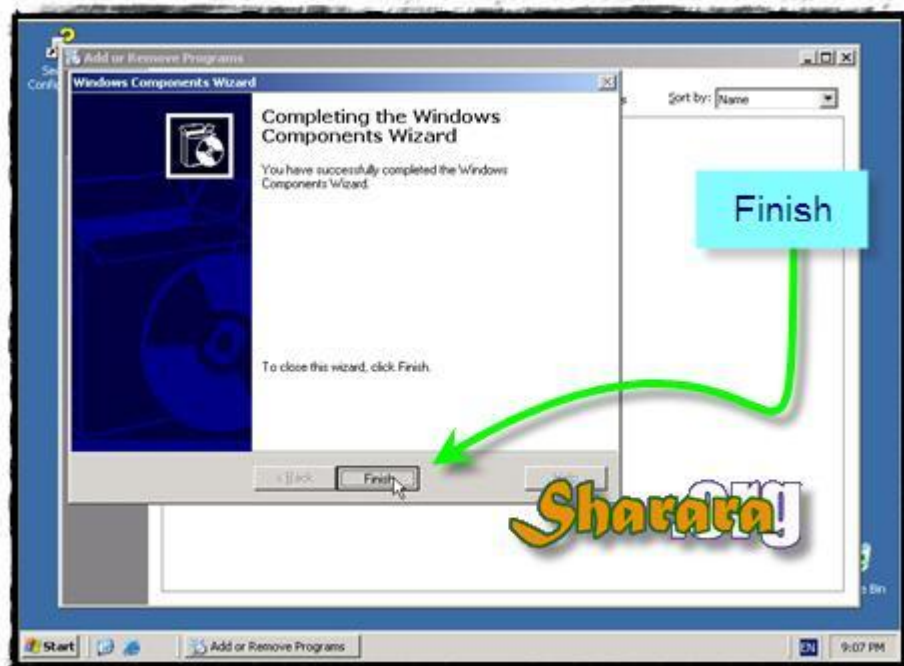 Add or Remove Programs
Windows Components Wizard
Sort by: Name
Completing the Windows
Components Wizard
You have successfully completed the Windows
Components Wizard.
Finish
To close this wizard, click Finish.
< Back
Finish
Sharara.org
Bin
Start
Add or Remove Programs
EN
9:07 PM